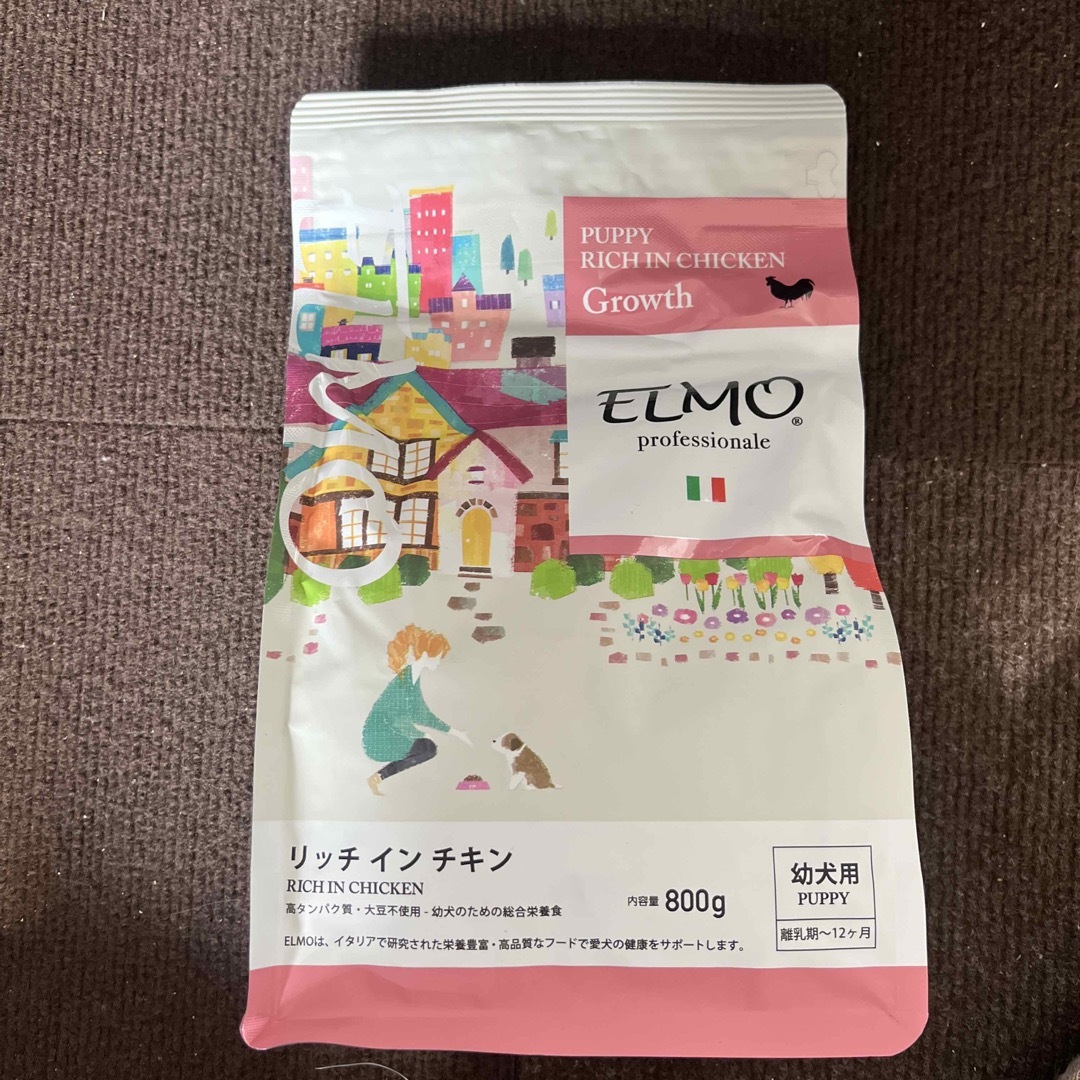 PUPPY
RICH IN CHICKEN
Growth
ELMO®
professionale
ELMO
リッチ イン チキン
RICH IN CHICKEN
高タンパク質・大豆不使用 - 幼犬のための総合栄養食
内容量 800g
幼犬用
PUPPY
離乳期～12ヶ月
ELMOは、イタリアで研究された栄養豊富・高品質なフードで愛犬の健康をサポートします。